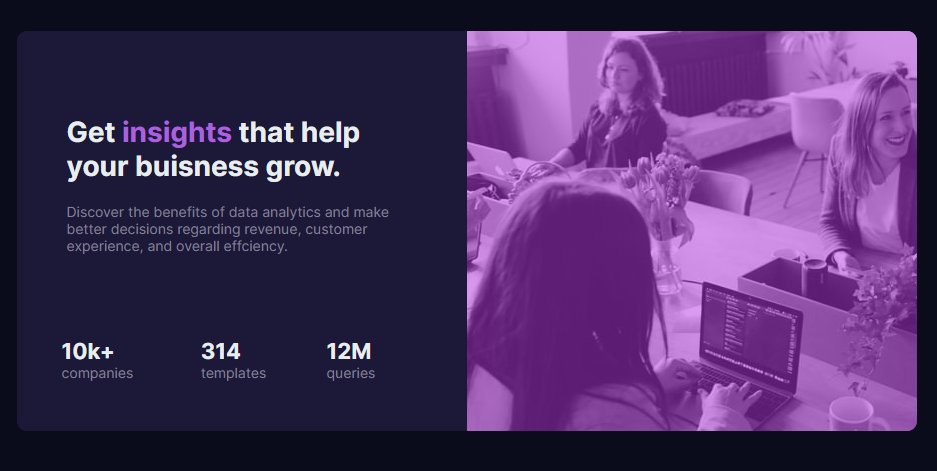 Get insights that help
your buisness grow.
Discover the benefits of data analytics and make
better decisions regarding revenue, customer
experience, and overall effciency.
10k+ 314 12M
companies templates queries